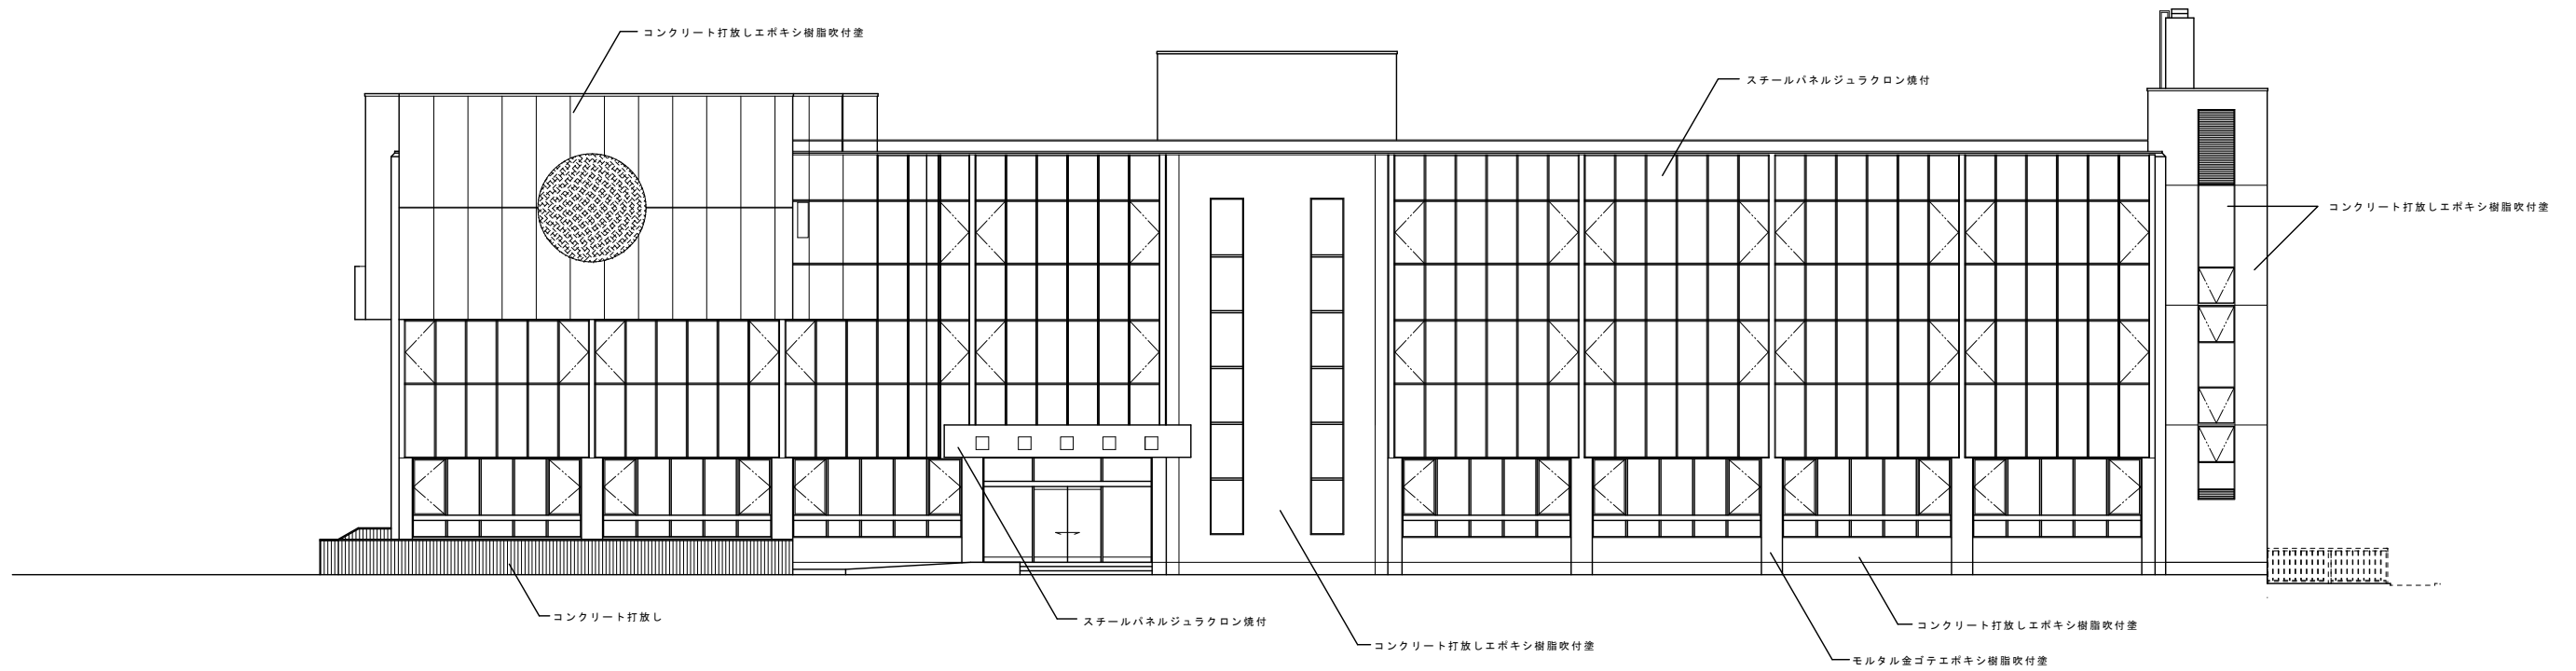 コンクリート打放しエポキシ樹脂吹付塗
スチールパネルジュラクロン焼付
コンクリート打放しエポキシ樹脂吹付塗
コンクリート打放し
スチールパネルジュラクロン焼付
コンクリート打放しエポキシ樹脂吹付塗
コンクリート打放しエポキシ樹脂吹付塗
モルタル金ゴテエポキシ樹脂吹付塗